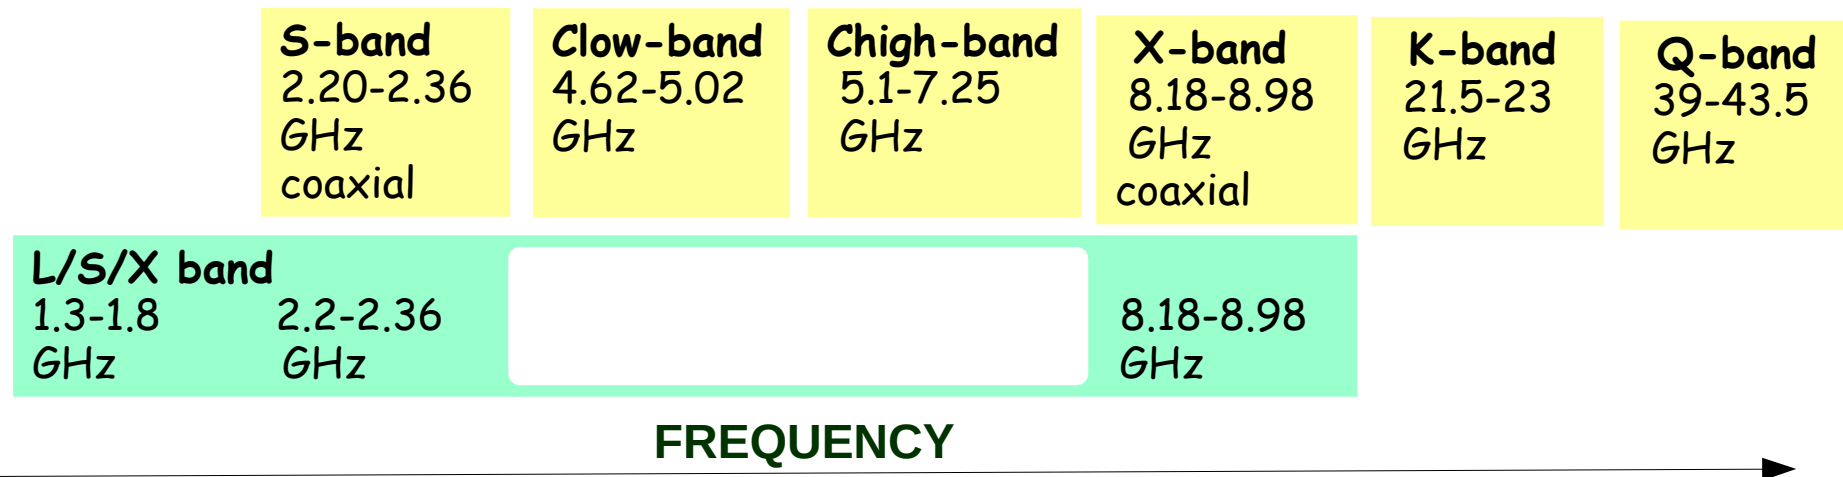 S-band
2.20-2.36
GHz
coaxial
Clow-band
4.62-5.02
GHz
Chigh-band
5.1-7.25
GHz
X-band
8.18-8.98
GHz
coaxial
K-band
21.5-23
GHz
Q-band
39-43.5
GHz
L/S/X band
1.3-1.8 2.2-2.36 8.18-8.98
GHz GHz GHz
FREQUENCY